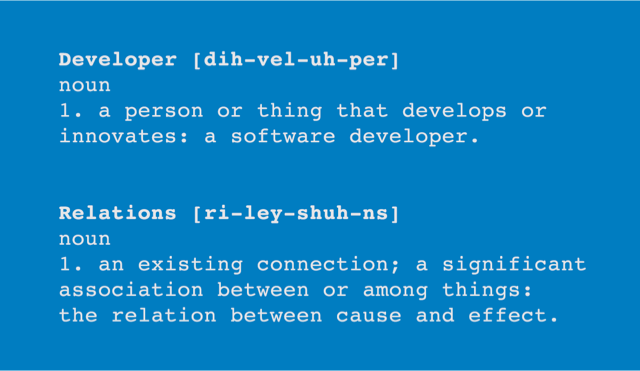 Developer [dih-vel-uh-per]
noun
1. a person or thing that develops or
innovates: a software developer.
Relations [ri-ley-shuh-ns]
noun
1. an existing connection; a significant
association between or among things:
the relation between cause and effect.